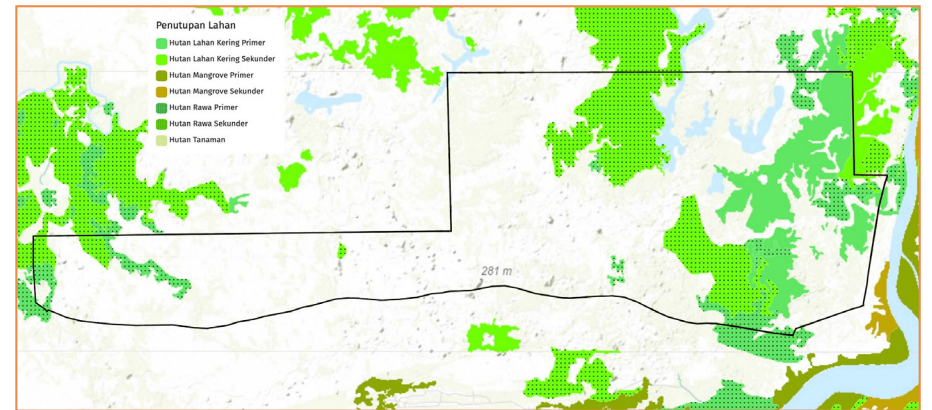 Penutupan Lahan
Hutan Lahan Kering Primer
Hutan Lahan Kering Sekunder
Hutan Mangrove Primer
Hutan Mangrove Sekunder
Hutan Rawa Primer
Hutan Rawa Sekunder
Hutan Tanaman
281 m